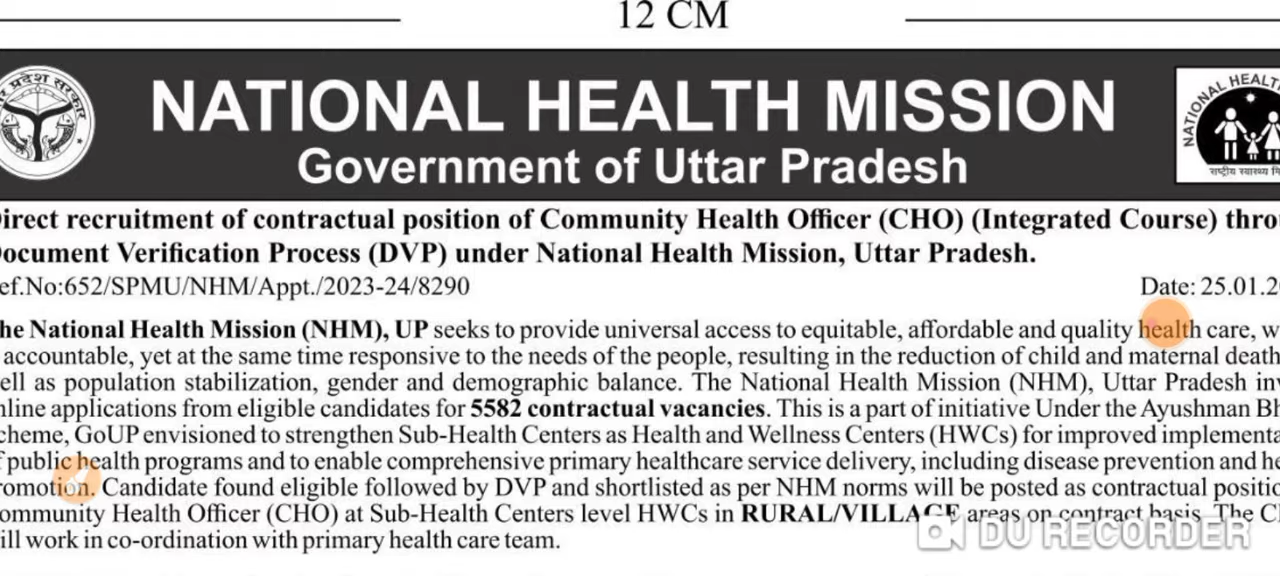 12 CM
NATIONAL HEALTH MISSION
Government of Uttar Pradesh
NATIONAL HEALT
irect recruitment of contractual position of Community Health Officer (CHO) (Integrated Course) thro
ocument Verification Process (DVP) under National Health Mission, Uttar Pradesh.
ef.No:652/SPMU/NHM/Appt./2023-24/8290 Date: 25.01.20
he National Health Mission (NHM), UP seeks to provide universal access to equitable, affordable and quality health care, w
accountable, yet at the same time responsive to the needs of the people, resulting in the reduction of child and maternal death
ell as population stabilization, gender and demographic balance. The National Health Mission (NHM), Uttar Pradesh inv
nline applications from eligible candidates for 5582 contractual vacancies. This is a part of initiative Under the Ayushman Bh
cheme, GoUP envisioned to strengthen Sub-Health Centers as Health and Wellness Centers (HWCs) for improved implementa
f public health programs and to enable comprehensive primary healthcare service delivery, including disease prevention and he
romotion. Candidate found eligible followed by DVP and shortlisted as per NHM norms will be posted as contractual positio
ommunity Health Officer (CHO) at Sub-Health Centers level HWCs in RURAL/VILLAGE areas on contract basis. The C
ill work in co-ordination with primary health care team.
DU RECORDER